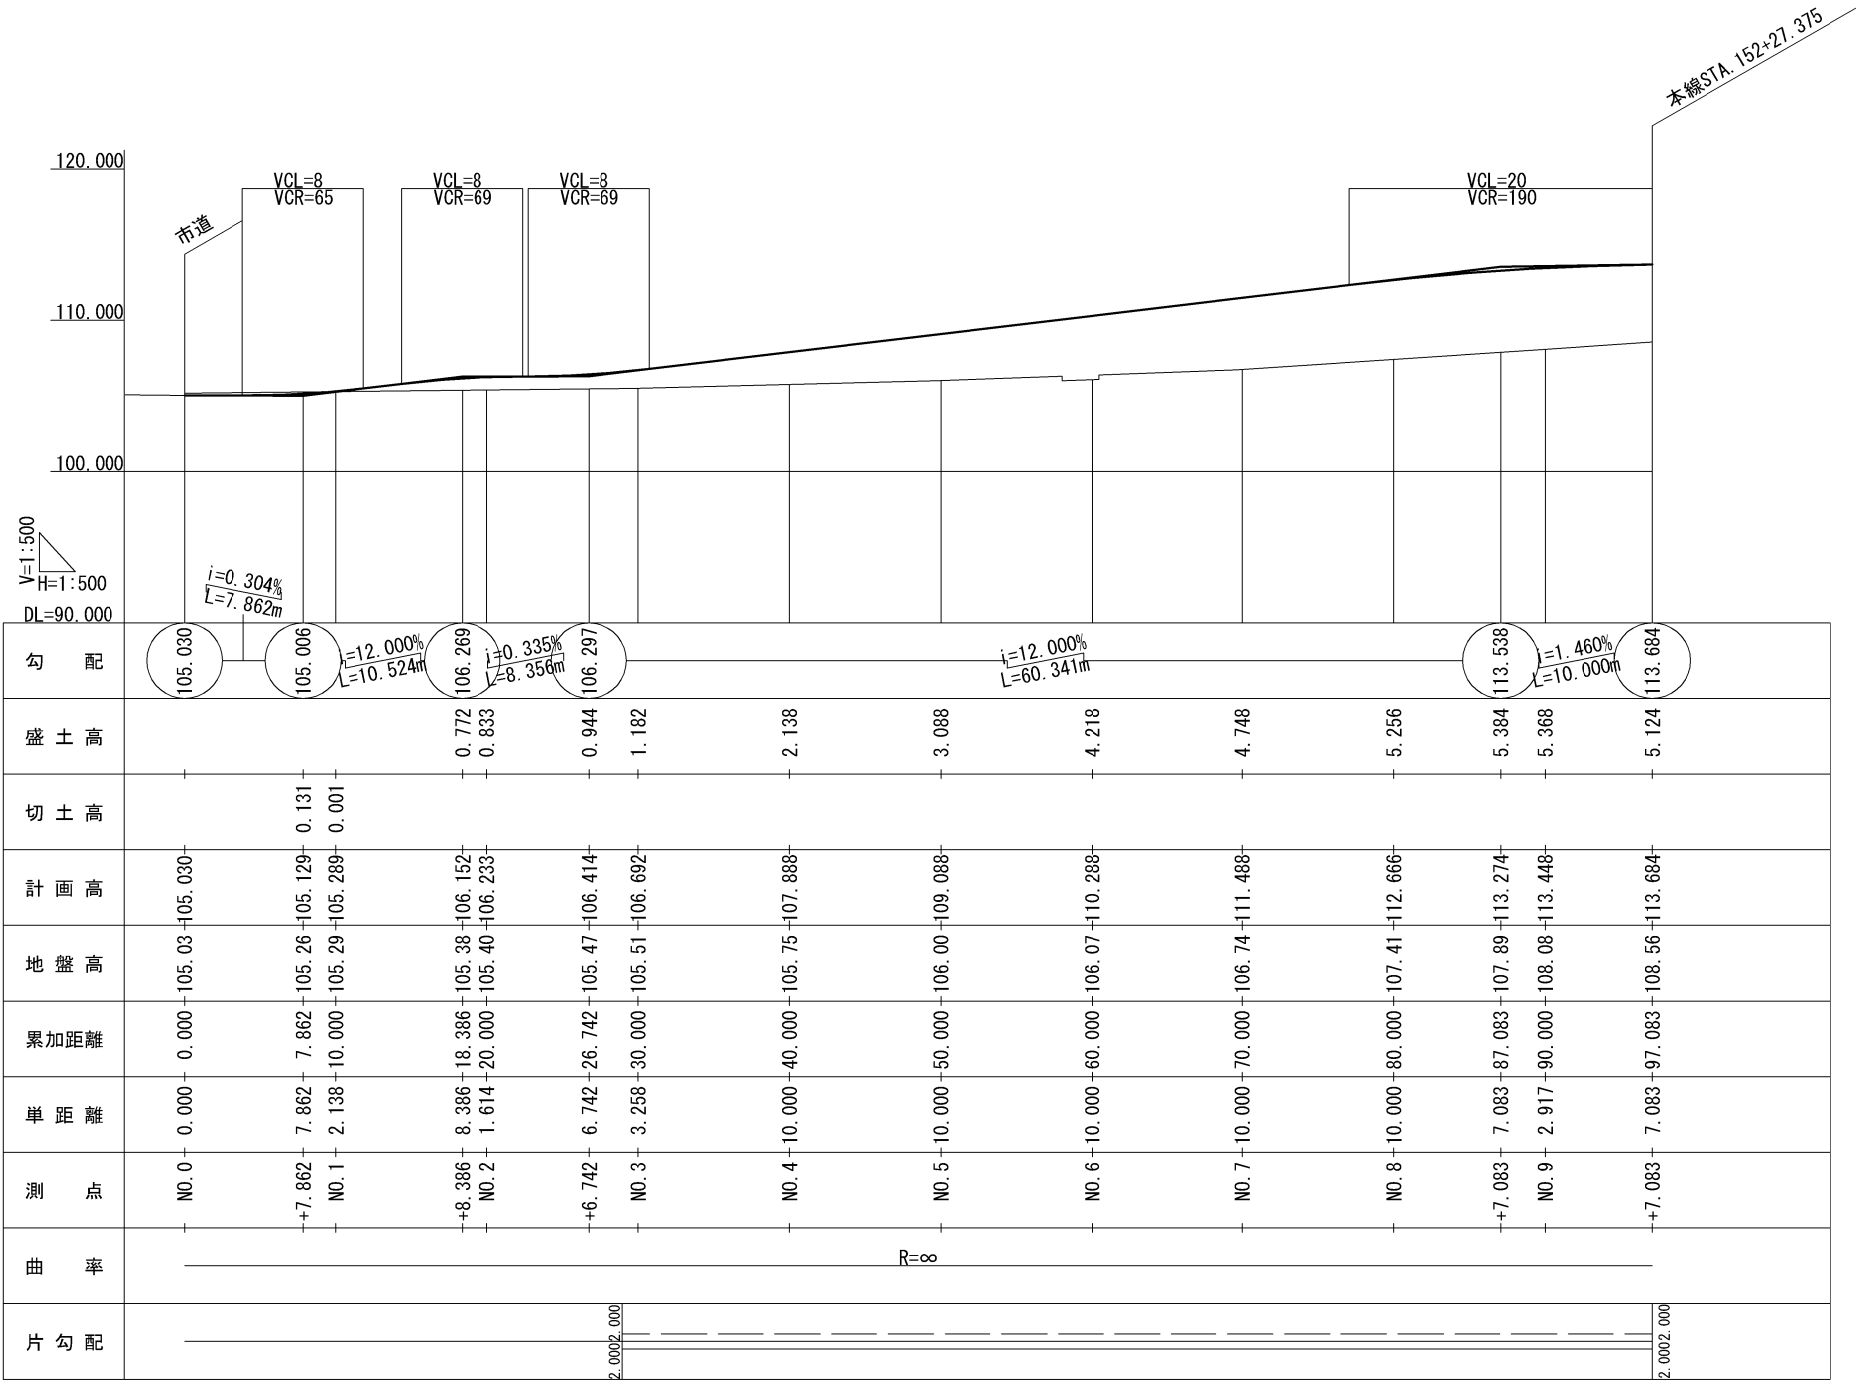 本線STA.152+27.375
120.000
110.000
100.000
市道
VCL=8
VCR=65
VCL=8
VCR=69
VCL=8
VCR=69
VCL=20
VCR=190
V=1:500
H=1:500
DL=90.000
i=0.304%
L=7.862m
i=12.000%
L=10.524m
i=0.335%
L=8.356m
i=12.000%
L=60.341m
i=1.460%
L=10.000m
勾配 105.030 105.006 106.269 106.297 113.538 113.684
盛土高 0.772 0.833 0.944 1.182 2.138 3.088 4.218 4.748 5.256 5.384 5.368 5.124
切土高 0.131 0.001
計画高 105.030 105.129 105.289 106.152 106.233 106.414 106.692 107.888 109.088 110.288 111.488 112.666 113.274 113.448 113.684
地盤高 105.03 105.26 105.29 105.38 105.40 105.47 105.51 105.75 106.00 106.07 106.74 107.41 107.89 108.08 108.56
累加距離 0.000 7.862 10.000 18.386 20.000 26.742 30.000 40.000 50.000 60.000 70.000 80.000 87.083 90.000 97.083
単距離 0.000 7.862 2.138 8.386 1.614 6.742 3.258 10.000 10.000 10.000 10.000 10.000 7.083 2.917 7.083
測点 NO.0 +7.862 NO.1 +8.386 NO.2 +6.742 NO.3 NO.4 NO.5 NO.6 NO.7 NO.8 +7.083 NO.9 +7.083
曲率 R=∞
片勾配 2.000 2.000 2.000 2.000